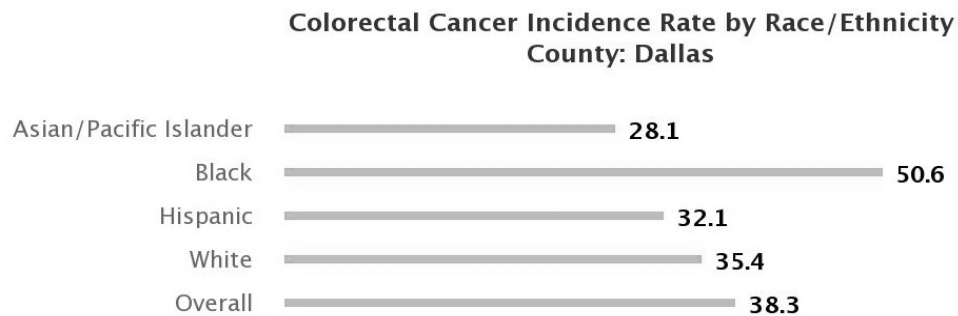 Colorectal Cancer Incidence Rate by Race/Ethnicity
County: Dallas
Asian/Pacific Islander 28.1
Black 50.6
Hispanic 32.1
White 35.4
Overall 38.3